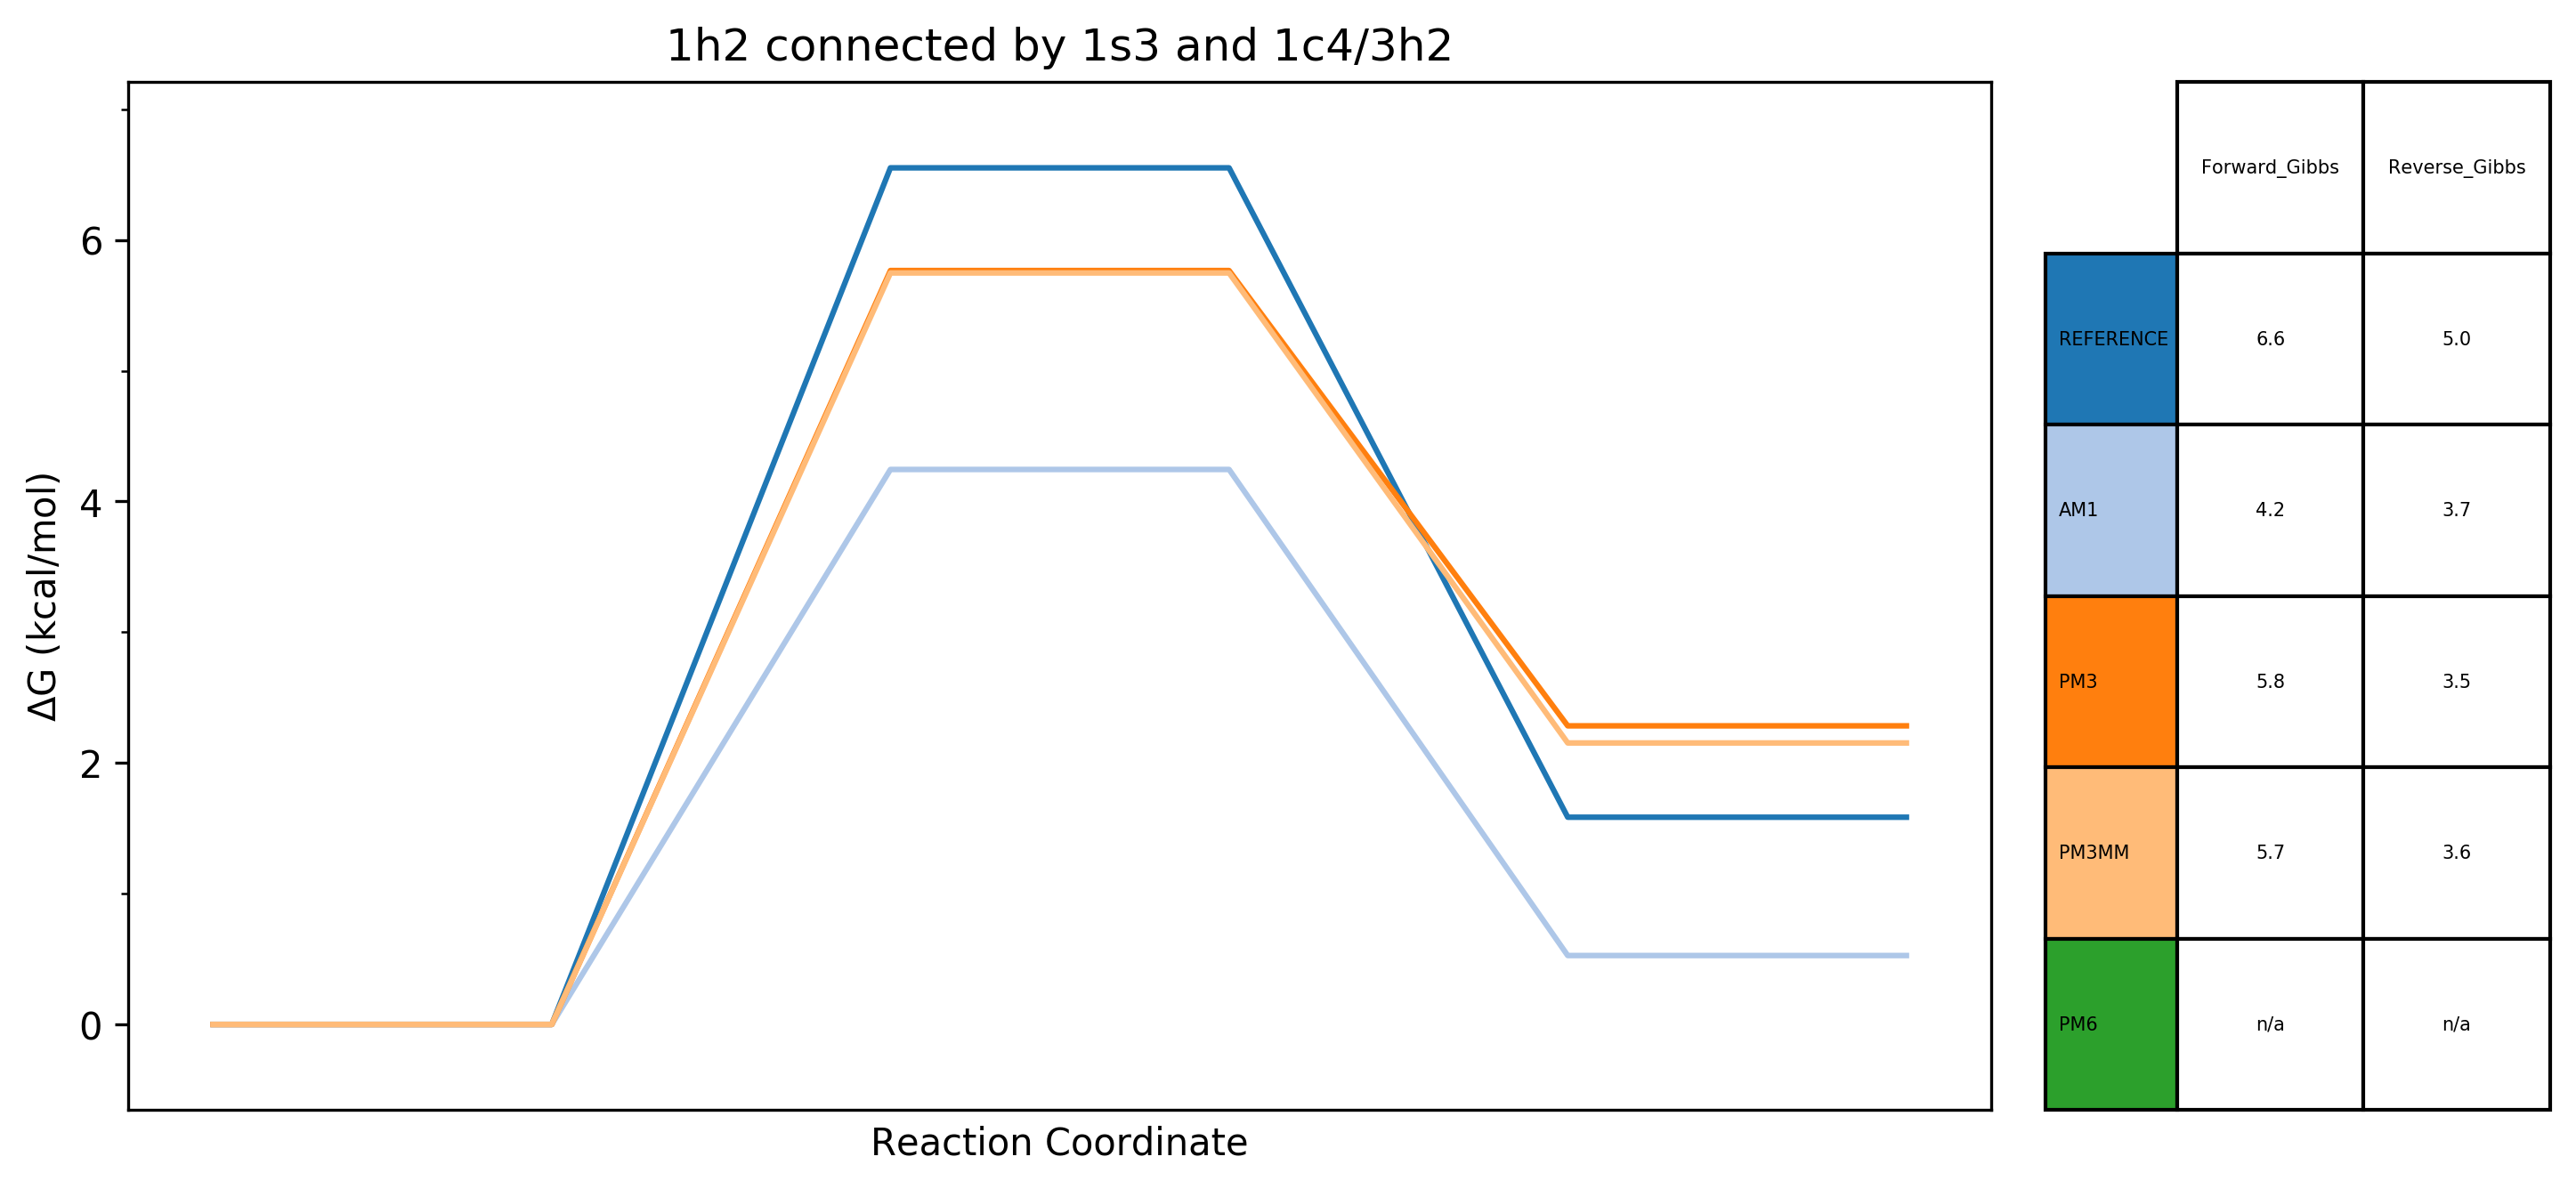 1h2 connected by 1s3 and 1c4/3h2
ΔG (kcal/mol)
6
4
2
0
Reaction Coordinate
Forward_Gibbs Reverse_Gibbs
REFERENCE 6.6 5.0
AM1 4.2 3.7
PM3 5.8 3.5
PM3MM 5.7 3.6
PM6 n/a n/a